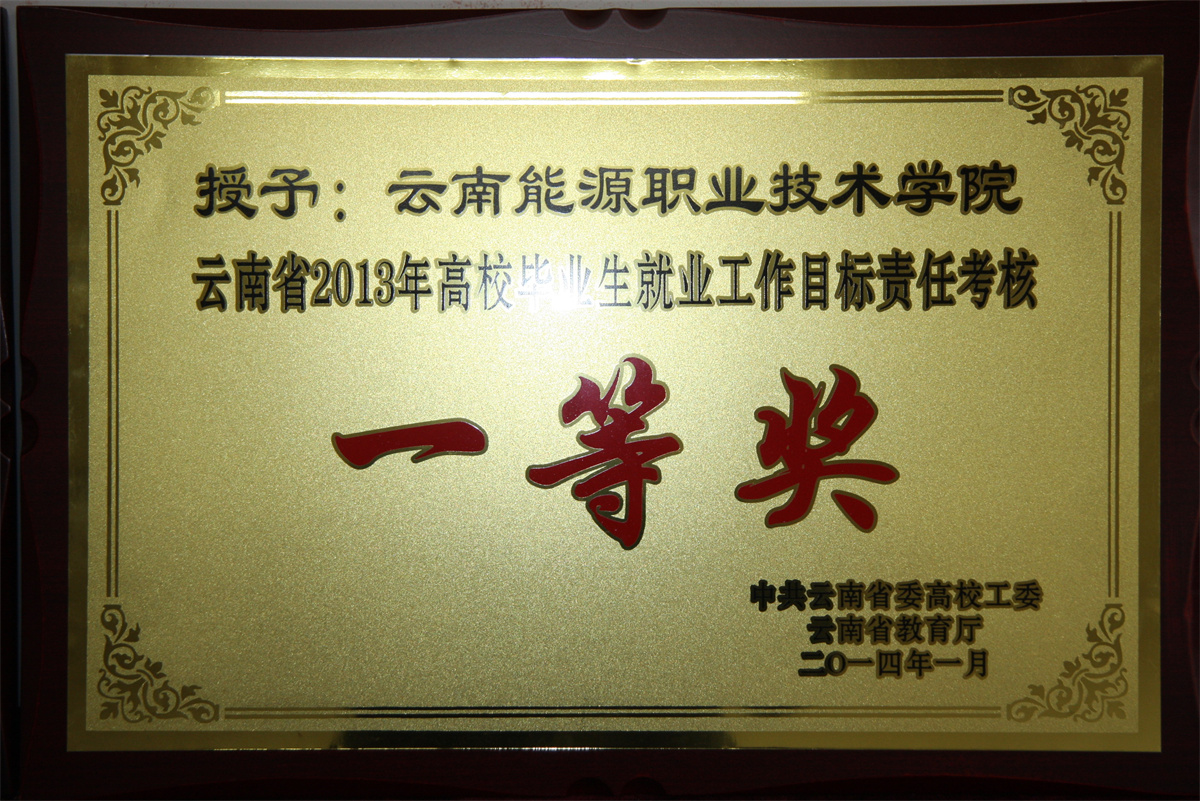 授予：云南能源职业技术学院
云南省2013年高校毕业生就业工作目标责任考核
一等奖
中共云南省委高校工委
云南省教育厅
二〇一四年一月